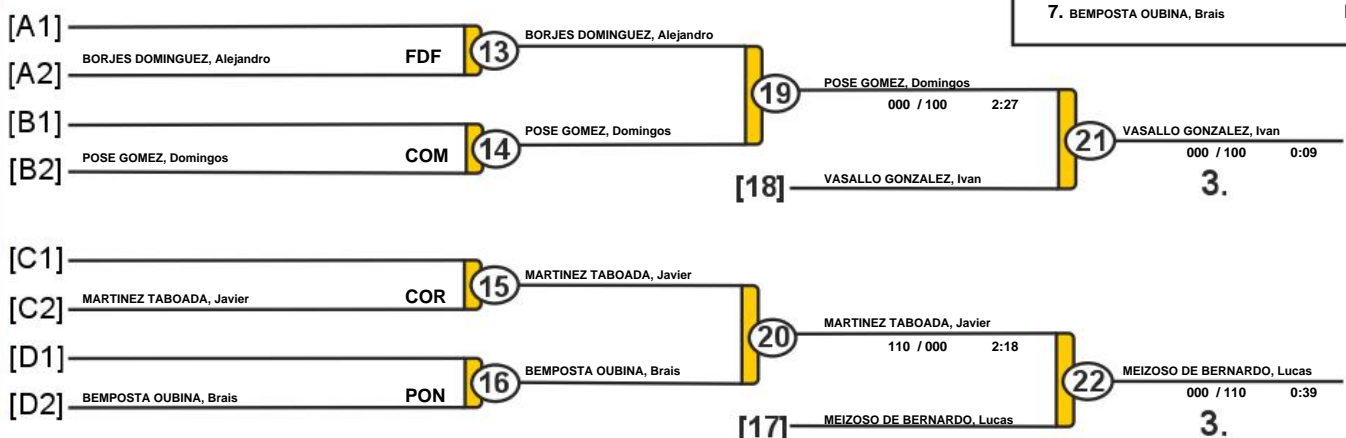 7. BEMPOSTA OUBINA, Brais
[A1]
BORJES DOMINGUEZ, Alejandro FDF
[A2]
13
BORJES DOMINGUEZ, Alejandro
[B1]
POSE GOMEZ, Domingos COM
[B2]
14
POSE GOMEZ, Domingos
19
POSE GOMEZ, Domingos
000 / 100 2:27
[18] VASALLO GONZALEZ, Ivan
21
VASALLO GONZALEZ, Ivan
000 / 100 0:09
3.
[C1]
MARTINEZ TABOADA, Javier COR
[C2]
15
MARTINEZ TABOADA, Javier
[D1]
BEMPOSTA OUBINA, Brais PON
[D2]
16
BEMPOSTA OUBINA, Brais
20
MARTINEZ TABOADA, Javier
110 / 000 2:18
[17] MEIZOSO DE BERNARDO, Lucas
22
MEIZOSO DE BERNARDO, Lucas
000 / 110 0:39
3.